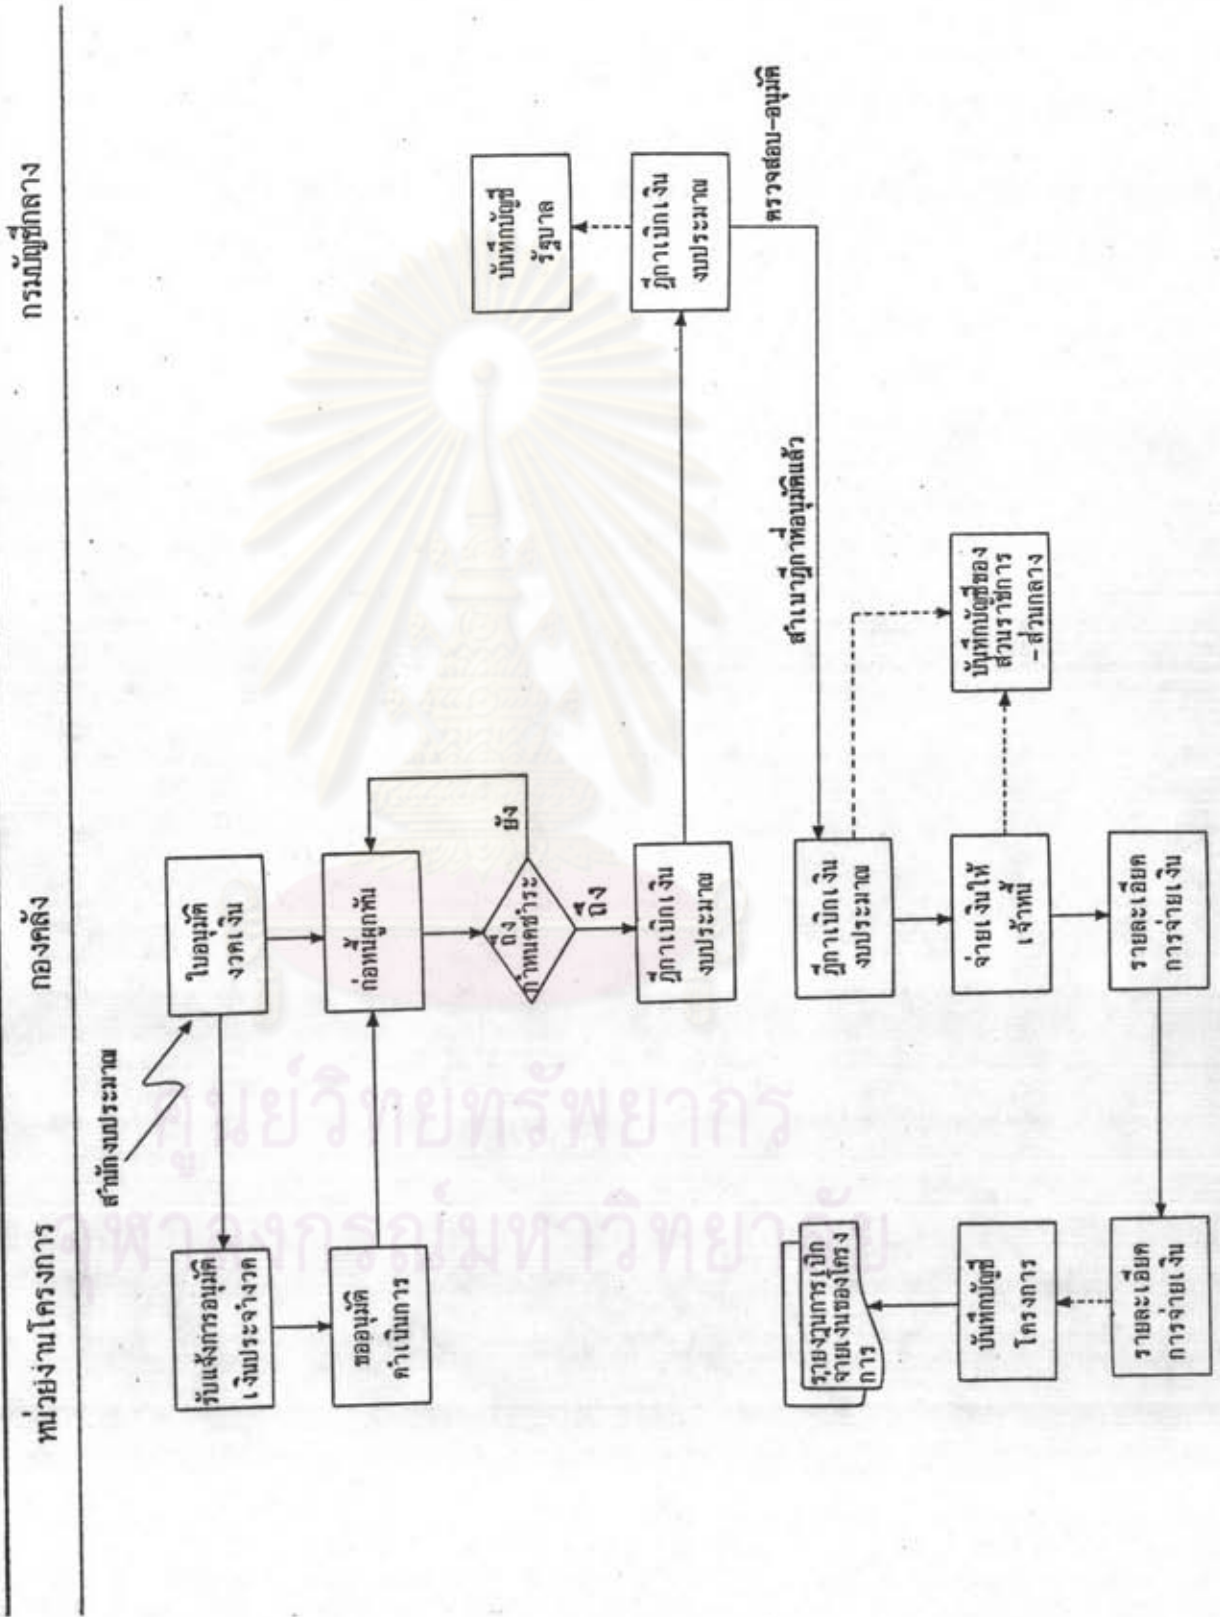 หน่วยงานโครงการ
กองคลัง
กรมบัญชีกลาง
สำนักงบประมาณ
รับแจ้งการอนุมัติ
เงินประจำงวด
ใบอนุมัติ
งวดเงิน
ขออนุมัติ
ดำเนินการ
ก่อหนี้ผูกพัน
ถึง
กำหนดชำระ
ยัง
ถึง
บันทึกบัญชี
รัฐบาล
ฎีกาเบิกเงิน
งบประมาณ
ฎีกาเบิกเงิน
งบประมาณ
ตรวจสอบ-อนุมัติ
สำเนาฎีกาที่อนุมัติแล้ว
รายงานการเบิก
จ่ายเงินของโครง
การ
ฎีกาเบิกเงิน
งบประมาณ
บันทึกบัญชี
โครงการ
จ่ายเงินให้
เจ้าหนี้
บันทึกบัญชีของ
ส่วนราชการ
-ส่วนกลาง
รายละเอียด
การจ่ายเงิน
รายละเอียด
การจ่ายเงิน
ศูนย์วิทยทรัพยากร
จุฬาลงกรณ์มหาวิทยาลัย